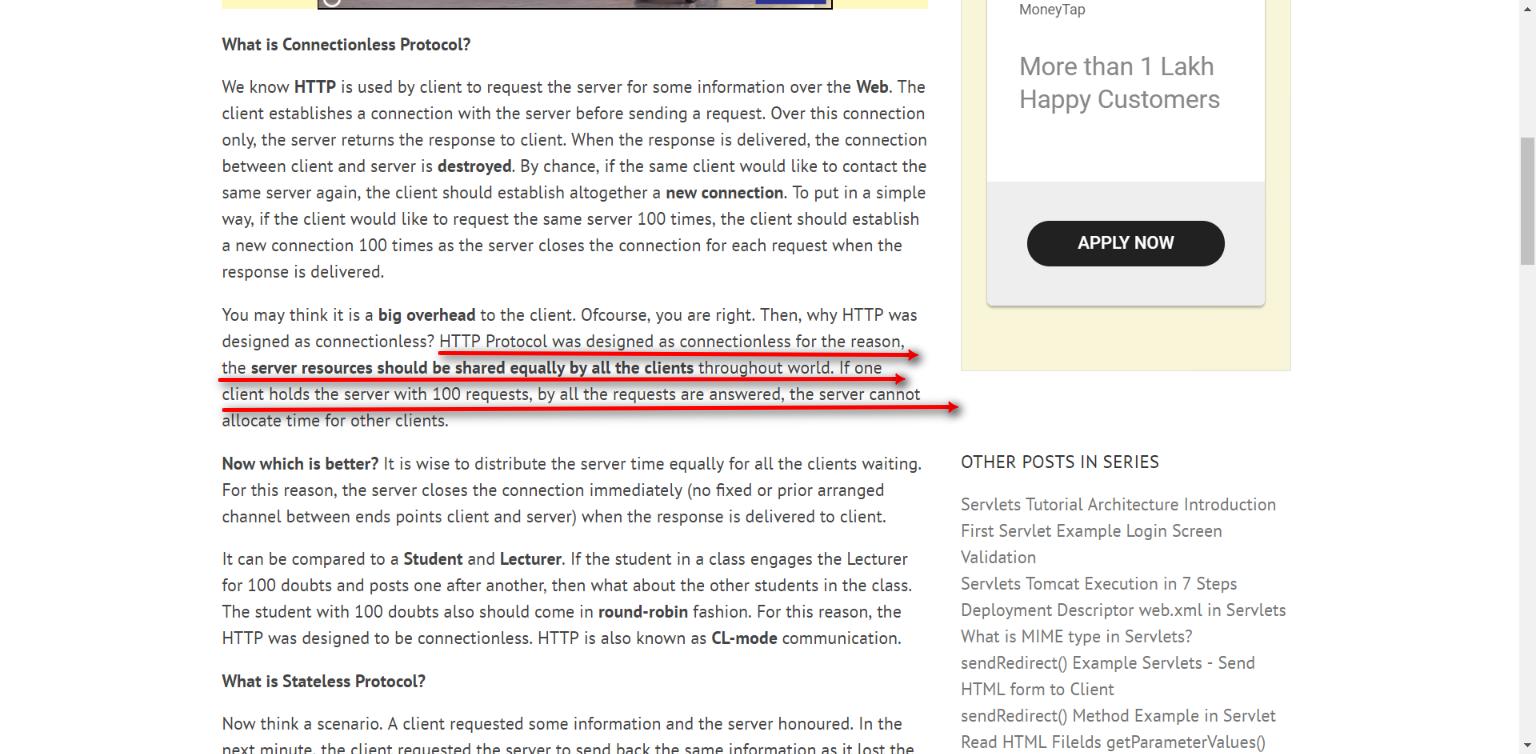 What is Connectionless Protocol?
We know HTTP is used by client to request the server for some information over the Web. The
client establishes a connection with the server before sending a request. Over this connection
only, the server returns the response to client. When the response is delivered, the connection
between client and server is destroyed. By chance, if the same client would like to contact the
same server again, the client should establish altogether a new connection. To put in a simple
way, if the client would like to request the same server 100 times, the client should establish
a new connection 100 times as the server closes the connection for each request when the
response is delivered.
You may think it is a big overhead to the client. Ofcourse, you are right. Then, why HTTP was
designed as connectionless? HTTP Protocol was designed as connectionless for the reason,
the server resources should be shared equally by all the clients throughout world. If one
client holds the server with 100 requests, by all the requests are answered, the server cannot
allocate time for other clients.
Now which is better? It is wise to distribute the server time equally for all the clients waiting.
For this reason, the server closes the connection immediately (no fixed or prior arranged
channel between ends points client and server) when the response is delivered to client.
It can be compared to a Student and Lecturer. If the student in a class engages the Lecturer
for 100 doubts and posts one after another, then what about the other students in the class.
The student with 100 doubts also should come in round-robin fashion. For this reason, the
HTTP was designed to be connectionless. HTTP is also known as CL-mode communication.
What is Stateless Protocol?
Now think a scenario. A client requested some information and the server honoured. In the
next minute, the client requested the server to send back the same information as it lost the
MoneyTap
More than 1 Lakh
Happy Customers
APPLY NOW
OTHER POSTS IN SERIES
Servlets Tutorial Architecture Introduction
First Servlet Example Login Screen
Validation
Servlets Tomcat Execution in 7 Steps
Deployment Descriptor web.xml in Servlets
What is MIME type in Servlets?
sendRedirect() Example Servlets - Send
HTML form to Client
sendRedirect() Method Example in Servlet
Read HTML Filelds getParameterValues()